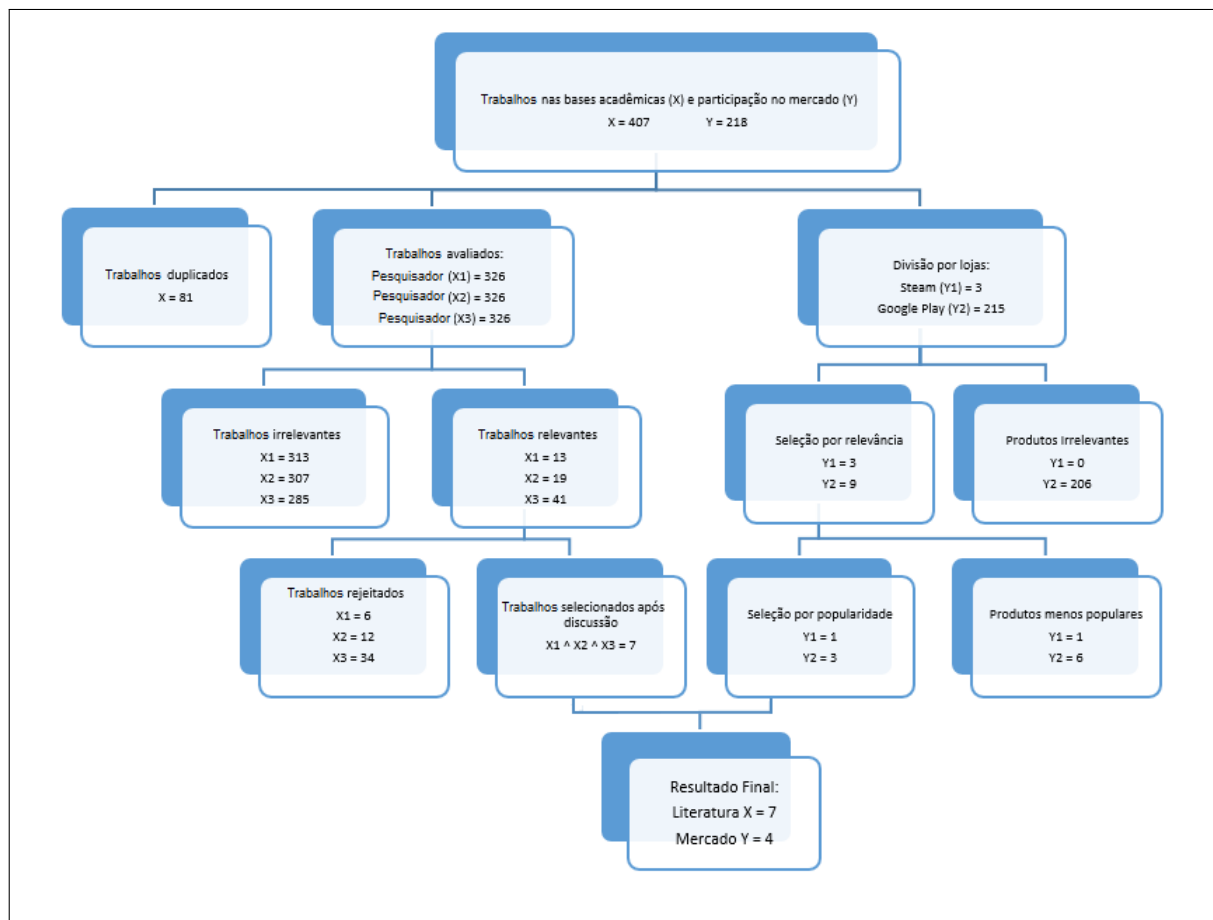 Trabalhos nas bases acadêmicas (X) e participação no mercado (Y)
X = 407 Y = 218
Trabalhos duplicados
X = 81
Trabalhos avaliados:
Pesquisador (X1) = 326
Pesquisador (X2) = 326
Pesquisador (X3) = 326
Divisão por lojas:
Steam (Y1) = 3
Google Play (Y2) = 215
Trabalhos irrelevantes
X1 = 313
X2 = 307
X3 = 285
Trabalhos relevantes
X1 = 13
X2 = 19
X3 = 41
Seleção por relevância
Y1 = 3
Y2 = 9
Produtos Irrelevantes
Y1 = 0
Y2 = 206
Trabalhos rejeitados
X1 = 6
X2 = 12
X3 = 34
Trabalhos selecionados após
discussão
X1 ^ X2 ^ X3 = 7
Seleção por popularidade
Y1 = 1
Y2 = 3
Produtos menos populares
Y1 = 1
Y2 = 6
Resultado Final:
Literatura X = 7
Mercado Y = 4